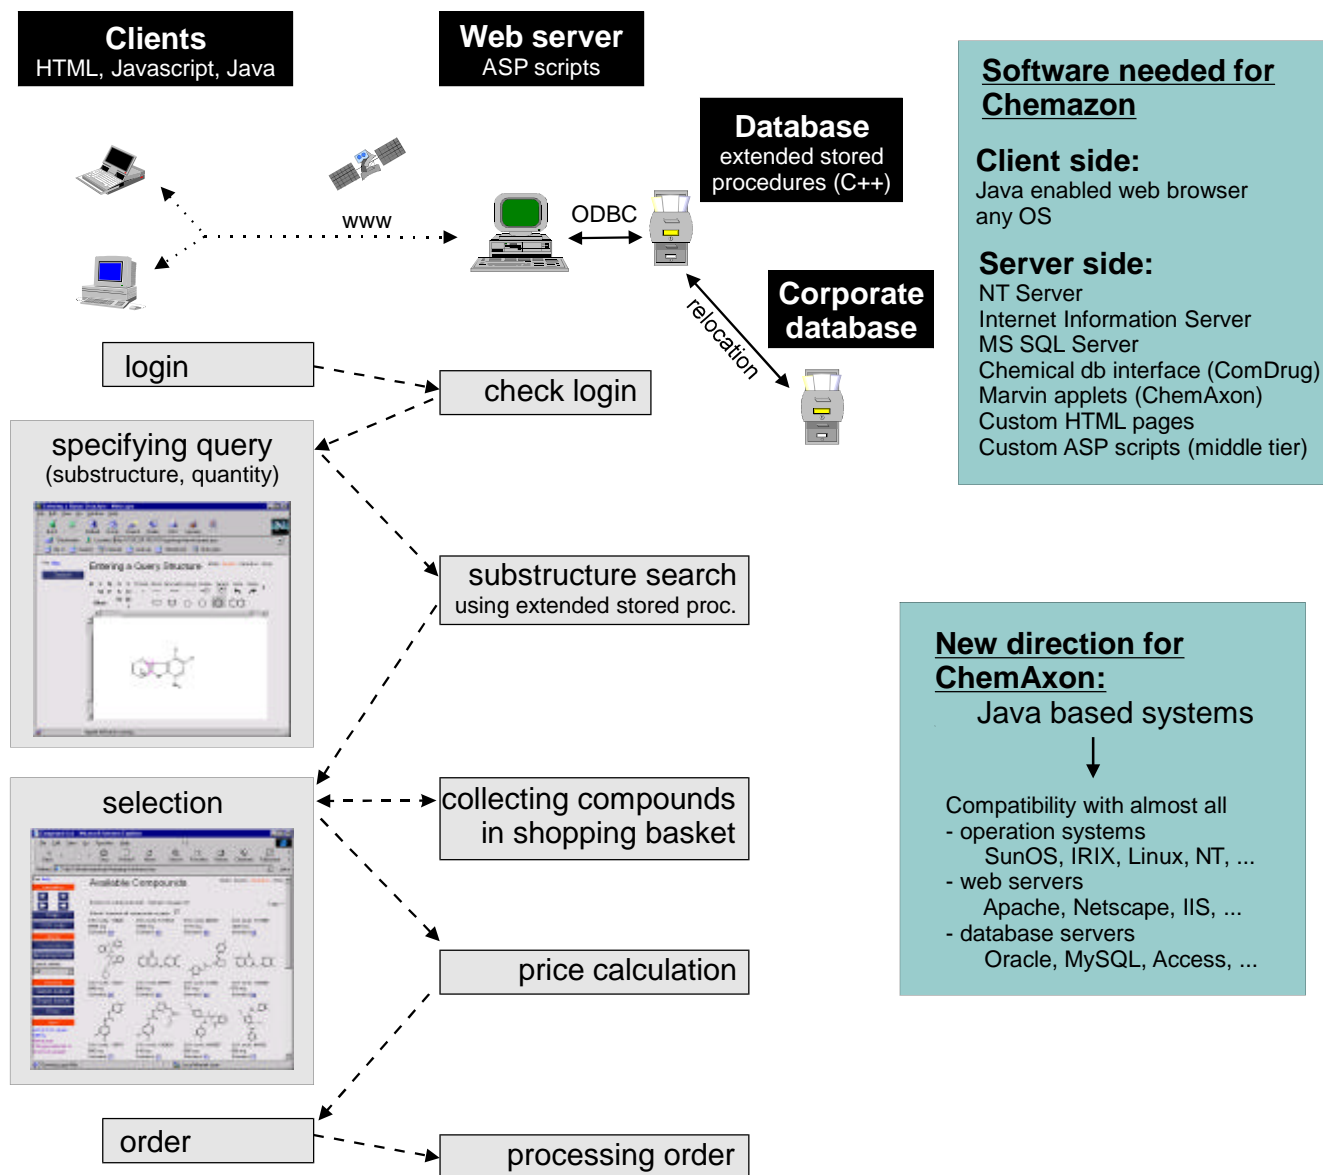 Clients
HTML, Javascript, Java
Web server
ASP scripts
Database
extended stored
procedures (C++)
www
ODBC
relocation
Corporate
database
login
check login
specifying query
(substructure, quantity)
Entering a Query Structure
substructure search
using extended stored proc.
selection
Available Compounds
collecting compounds
in shopping basket
price calculation
order
processing order
Software needed for
Chemazon
Client side:
Java enabled web browser
any OS
Server side:
NT Server
Internet Information Server
MS SQL Server
Chemical db interface (ComDrug)
Marvin applets (ChemAxon)
Custom HTML pages
Custom ASP scripts (middle tier)
New direction for
ChemAxon:
Java based systems
Compatibility with almost all
- operation systems
SunOS, IRIX, Linux, NT, ...
- web servers
Apache, Netscape, IIS, ...
- database servers
Oracle, MySQL, Access, ...